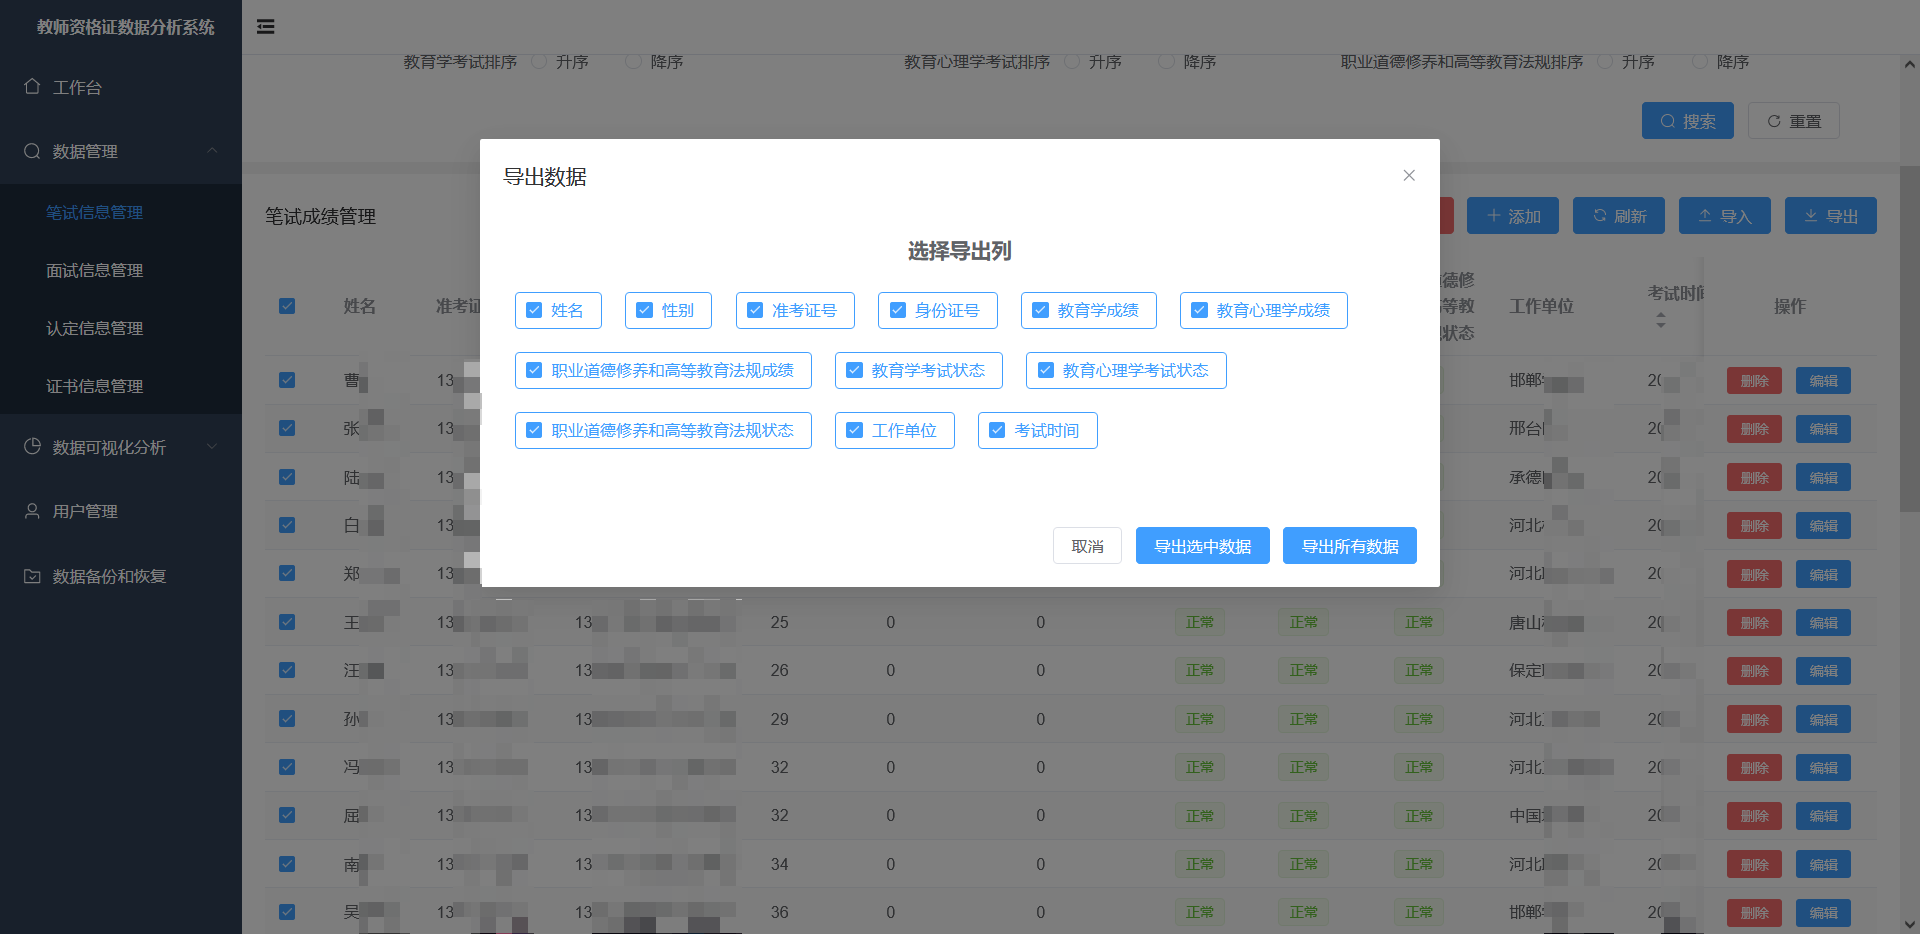 教师资格证数据分析系统
工作台
数据管理
笔试信息管理
面试信息管理
认定信息管理
证书信息管理
数据可视化分析
用户管理
数据备份和恢复
教育学考试排序 升序 降序 教育心理学考试排序 升序 降序 职业道德修养和高等教育法规排序 升序 降序
搜索 重置
笔试成绩管理 添加 刷新 导入 导出
导出数据
选择导出列
姓名 性别 准考证号 身份证号 教育学成绩 教育心理学成绩
职业道德修养和高等教育法规成绩 教育学考试状态 教育心理学考试状态
职业道德修养和高等教育法规状态 工作单位 考试时间
取消 导出选中数据 导出所有数据
姓名 准考证 德修 等教 状态 工作单位 考试时间 操作
曹 13 邯郸 20 删除 编辑
张 13 邢台 20 删除 编辑
陆 13 承德 20 删除 编辑
白 13 河北 20 删除 编辑
郑 13 河北 20 删除 编辑
王 13 13 25 0 0 正常 正常 正常 唐山 20 删除 编辑
汪 13 13 26 0 0 正常 正常 正常 保定 20 删除 编辑
孙 13 13 29 0 0 正常 正常 正常 河北 20 删除 编辑
冯 13 13 32 0 0 正常 正常 正常 河北 20 删除 编辑
屈 13 13 32 0 0 正常 正常 正常 中国 20 删除 编辑
南 13 13 34 0 0 正常 正常 正常 河北 20 删除 编辑
吴 13 13 36 0 0 正常 正常 正常 邯郸 20 删除 编辑